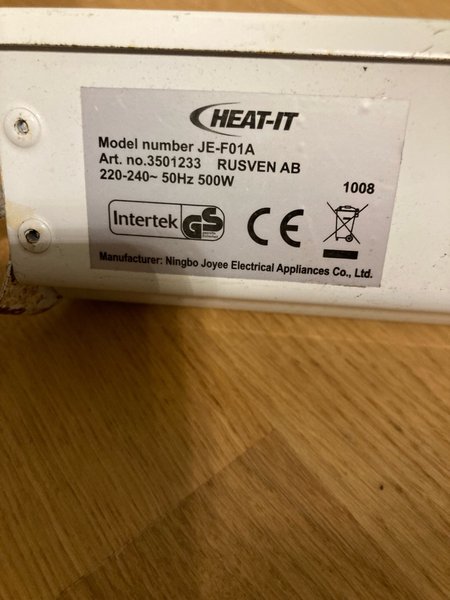 HEAT-IT
Model number JE-F01A
Art. no.3501233 RUSVEN AB
220-240~ 50Hz 500W
1008
Intertek GS CE
Manufacturer: Ningbo Joyee Electrical Appliances Co., Ltd.